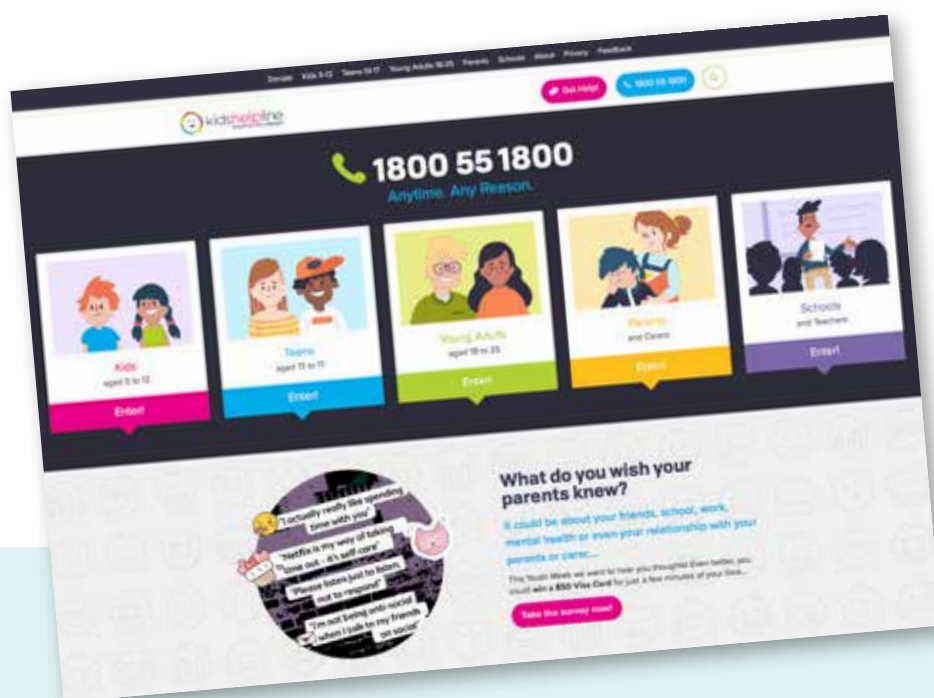 Donate Kids 5-12 Teens 13-17 Young Adults 18-25 Parents Schools About Privacy Feedback
kidshelpline
Get Help!
1800 55 1800
1800 55 1800
Anytime. Any Reason.
Kids
aged 5 to 12
Enter!
Teens
aged 13 to 17
Enter!
Young Adults
aged 18 to 25
Enter!
Parents
and Carers
Enter!
Schools
and Teachers
Enter!
"I actually really like spending
time with you"
"Netflix is my way of taking
time out - it's self care"
"Please listen just to listen,
not to respond"
"I'm not being anti-social
when I talk to my friends
on social"
What do you wish your
parents knew?
It could be about your friends, school, work,
mental health or even your relationship with your
parents or carer...
This Youth Week we want to hear you thoughts! Even better, you
could win a $50 Visa Card for just a few minutes of your time...
Take the survey now!